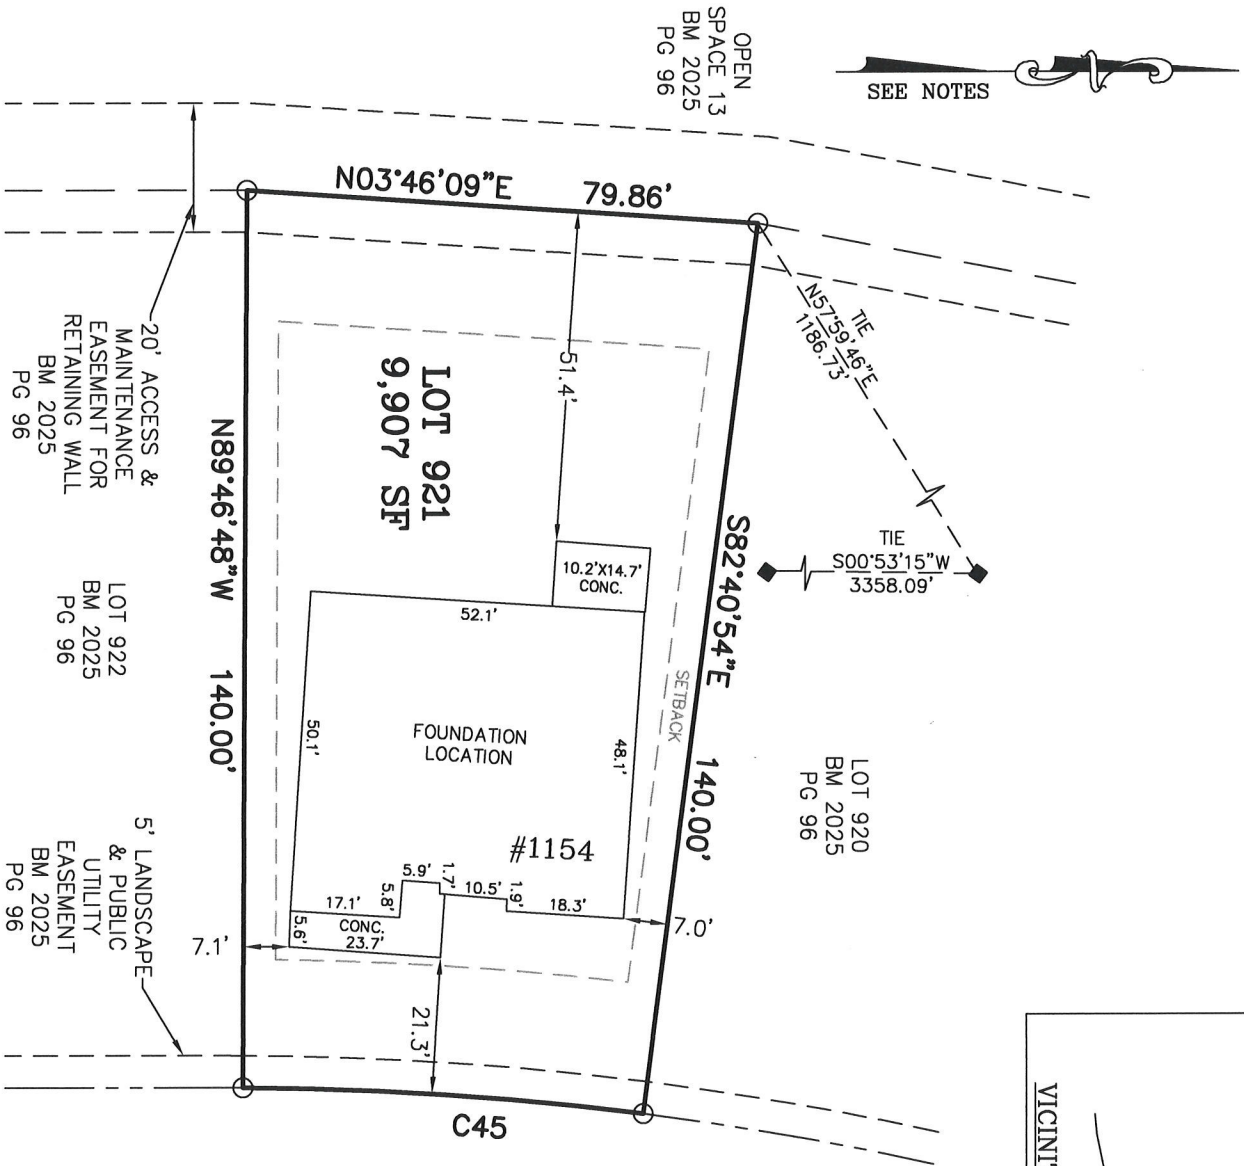 OPEN
SPACE 13
BM 2025
PG 96
SEE NOTES
N03°46'09"E 79.86'
TIE
N57°59'46"E
1186.73'
TIE
S00°53'15"W
3358.09'
20' ACCESS &
MAINTENANCE
EASEMENT FOR
RETAINING WALL
BM 2025
PG 96
51.4'
LOT 921
9,907 SF
S82°40'54"E 140.00'
SETBACK
N89°46'48"W 140.00'
10.2'X14.7'
CONC.
52.1'
50.1'
48.1'
FOUNDATION
LOCATION
#1154
LOT 922
BM 2025
PG 96
LOT 920
BM 2025
PG 96
5.9'
1.7'
10.5'
1.9'
18.3'
17.1'
5.8'
CONC.
23.7'
5.6'
7.1'
7.0'
21.3'
5' LANDSCAPE
& PUBLIC
UTILITY
EASEMENT
BM 2025
PG 96
C45